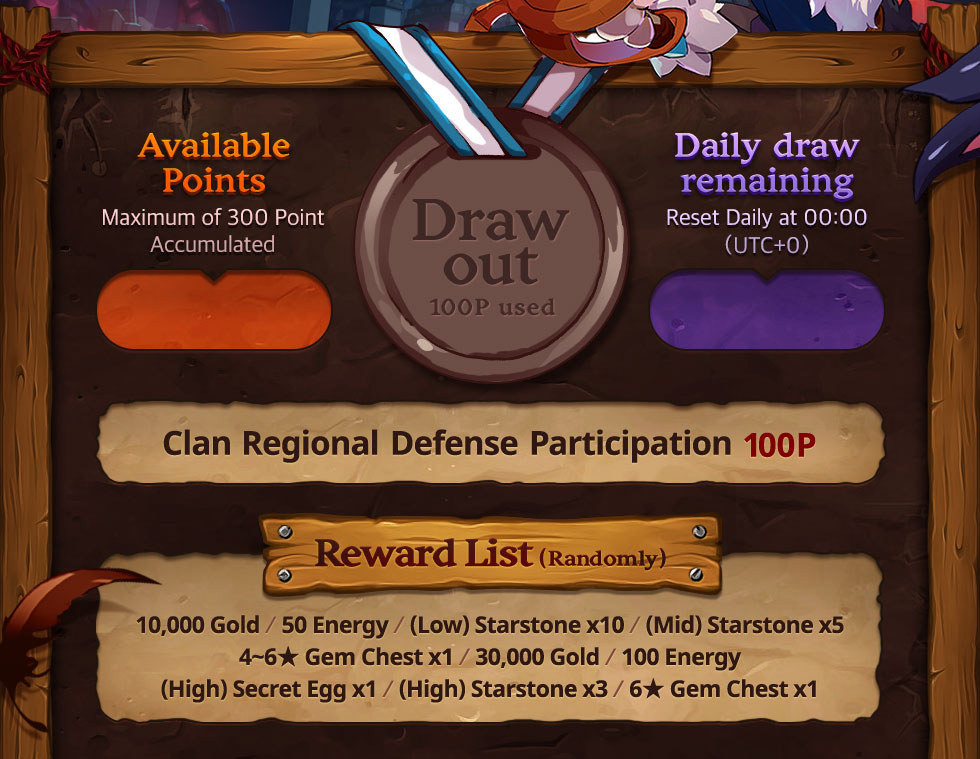 Available
Points
Maximum of 300 Point
Accumulated
Draw
out
100P used
Daily draw
remaining
Reset Daily at 00:00
(UTC+0)
Clan Regional Defense Participation 100P
Reward List (Randomly)
10,000 Gold / 50 Energy / (Low) Starstone x10 / (Mid) Starstone x5
4~6★ Gem Chest x1 / 30,000 Gold / 100 Energy
(High) Secret Egg x1 / (High) Starstone x3 / 6★ Gem Chest x1